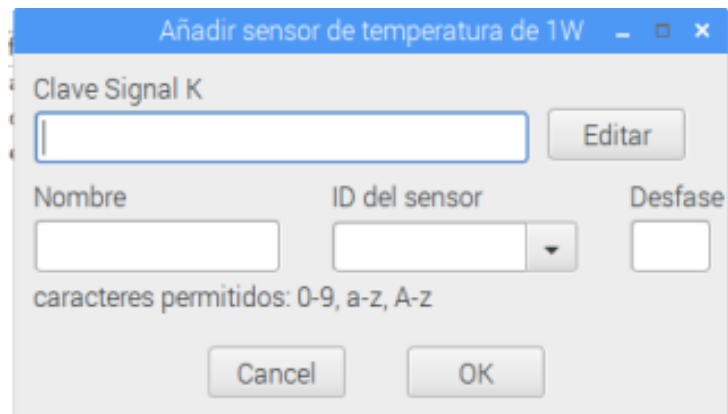 Añadir sensor de temperatura de 1W
Clave Signal K
Editar
Nombre ID del sensor Desfase
caracteres permitidos: 0-9, a-z, A-z
Cancel OK